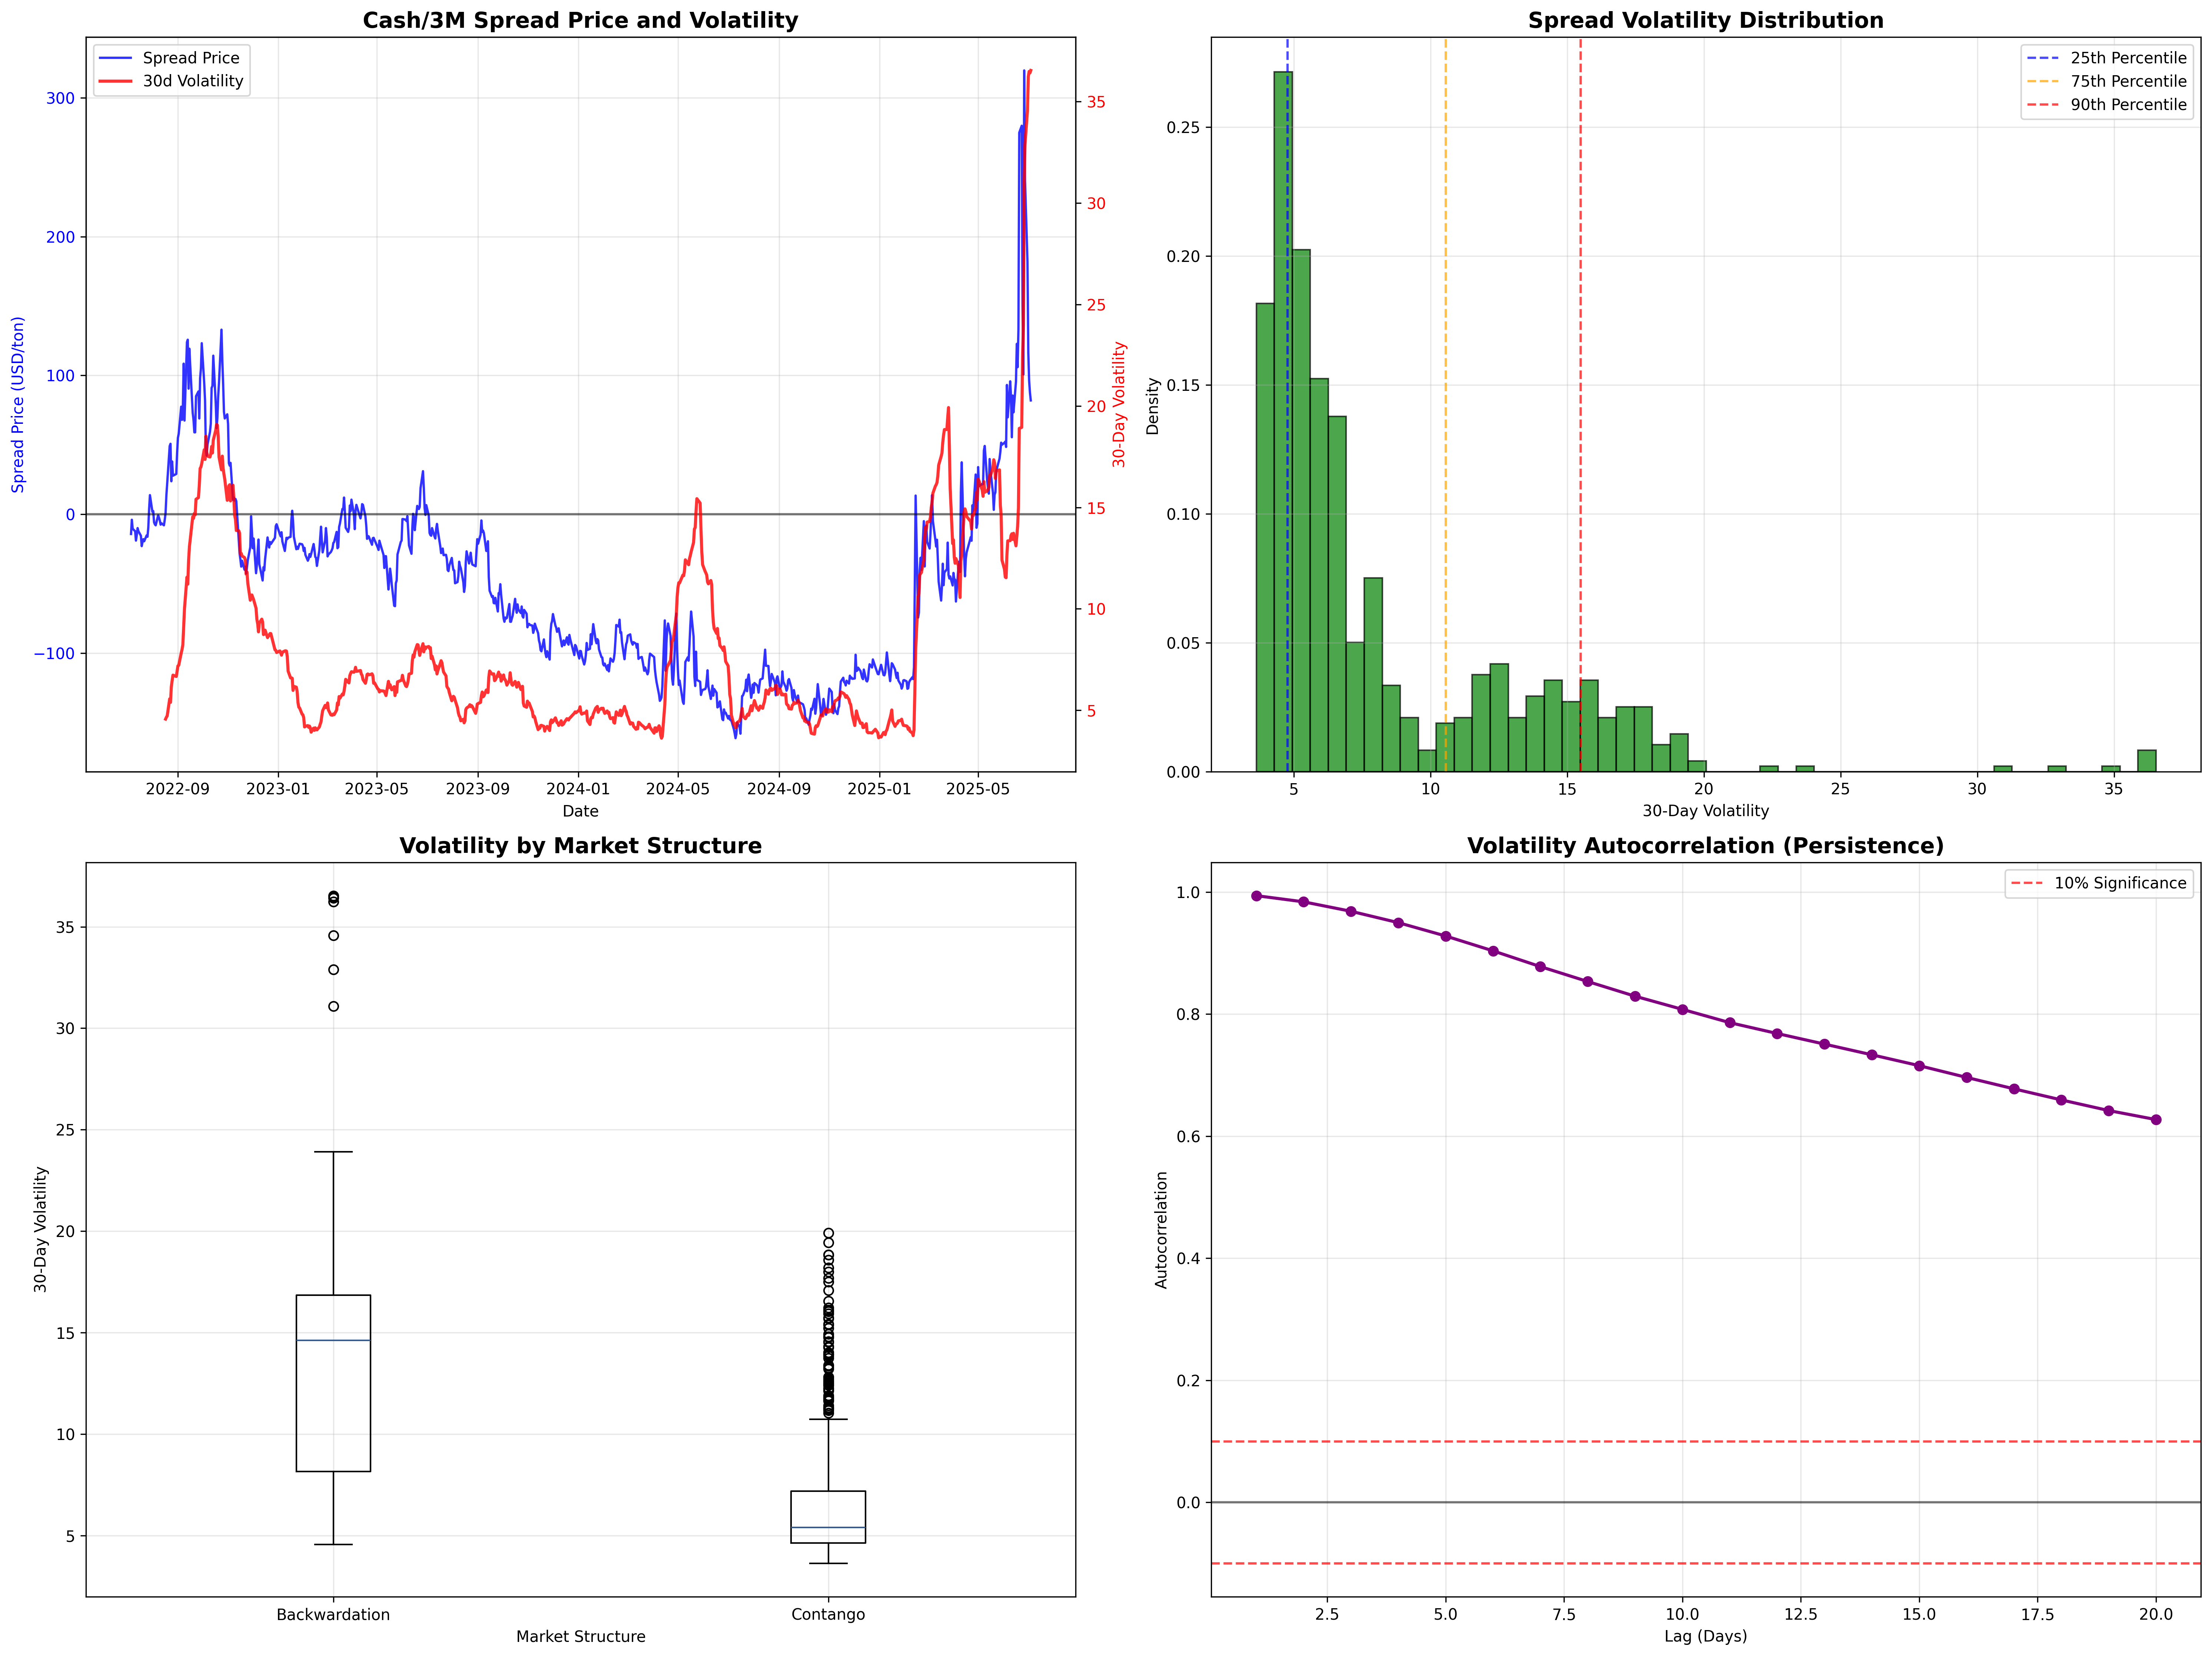 Cash/3M Spread Price and Volatility
Spread Price
30d Volatility
300
200
100
0
−100
Spread Price (USD/ton)
35
30
25
20
15
10
5
30-Day Volatility
2022-09 2023-01 2023-05 2023-09 2024-01 2024-05 2024-09 2025-01 2025-05
Date
Spread Volatility Distribution
25th Percentile
75th Percentile
90th Percentile
0.25
0.20
0.15
0.10
0.05
0.00
Density
5 10 15 20 25 30 35
30-Day Volatility
Volatility by Market Structure
35
30
25
20
15
10
5
30-Day Volatility
Backwardation Contango
Market Structure
Volatility Autocorrelation (Persistence)
10% Significance
1.0
0.8
0.6
0.4
0.2
0.0
Autocorrelation
2.5 5.0 7.5 10.0 12.5 15.0 17.5 20.0
Lag (Days)